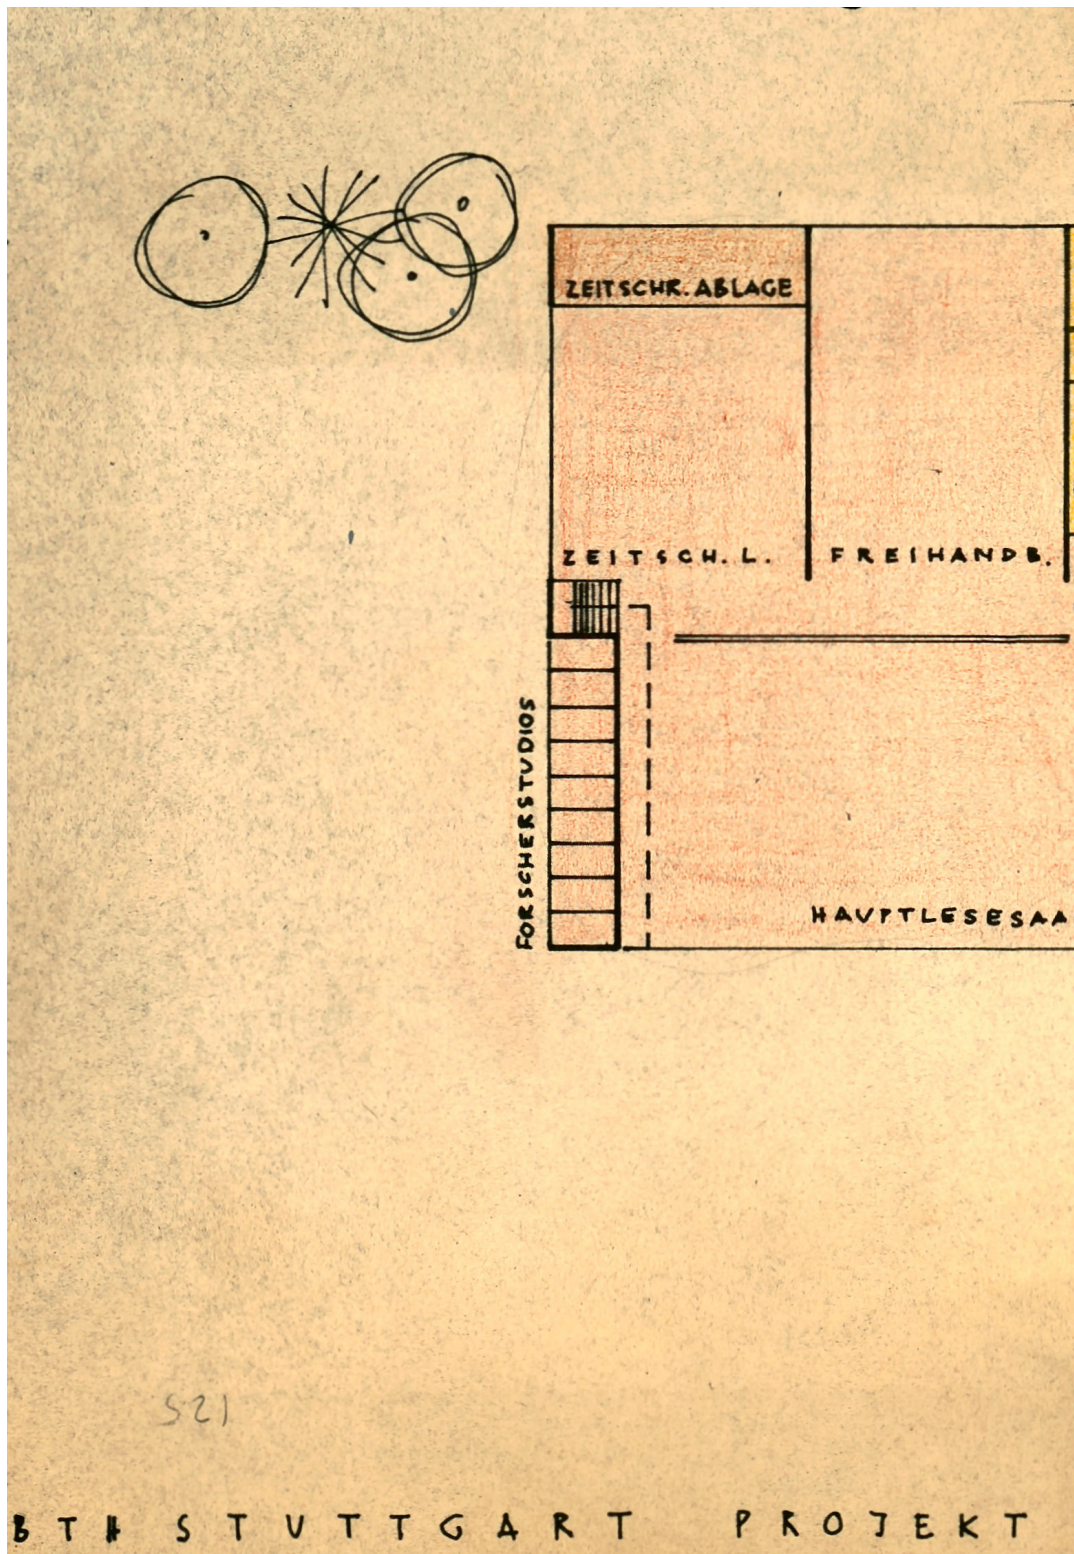 ZEITSCHR. ABLAGE
ZEITSCH. L.
FREIHANDB.
FORSCHERSTUDIOS
HAUPTLESESAA
521
BTH STUTTGART PROJEKT